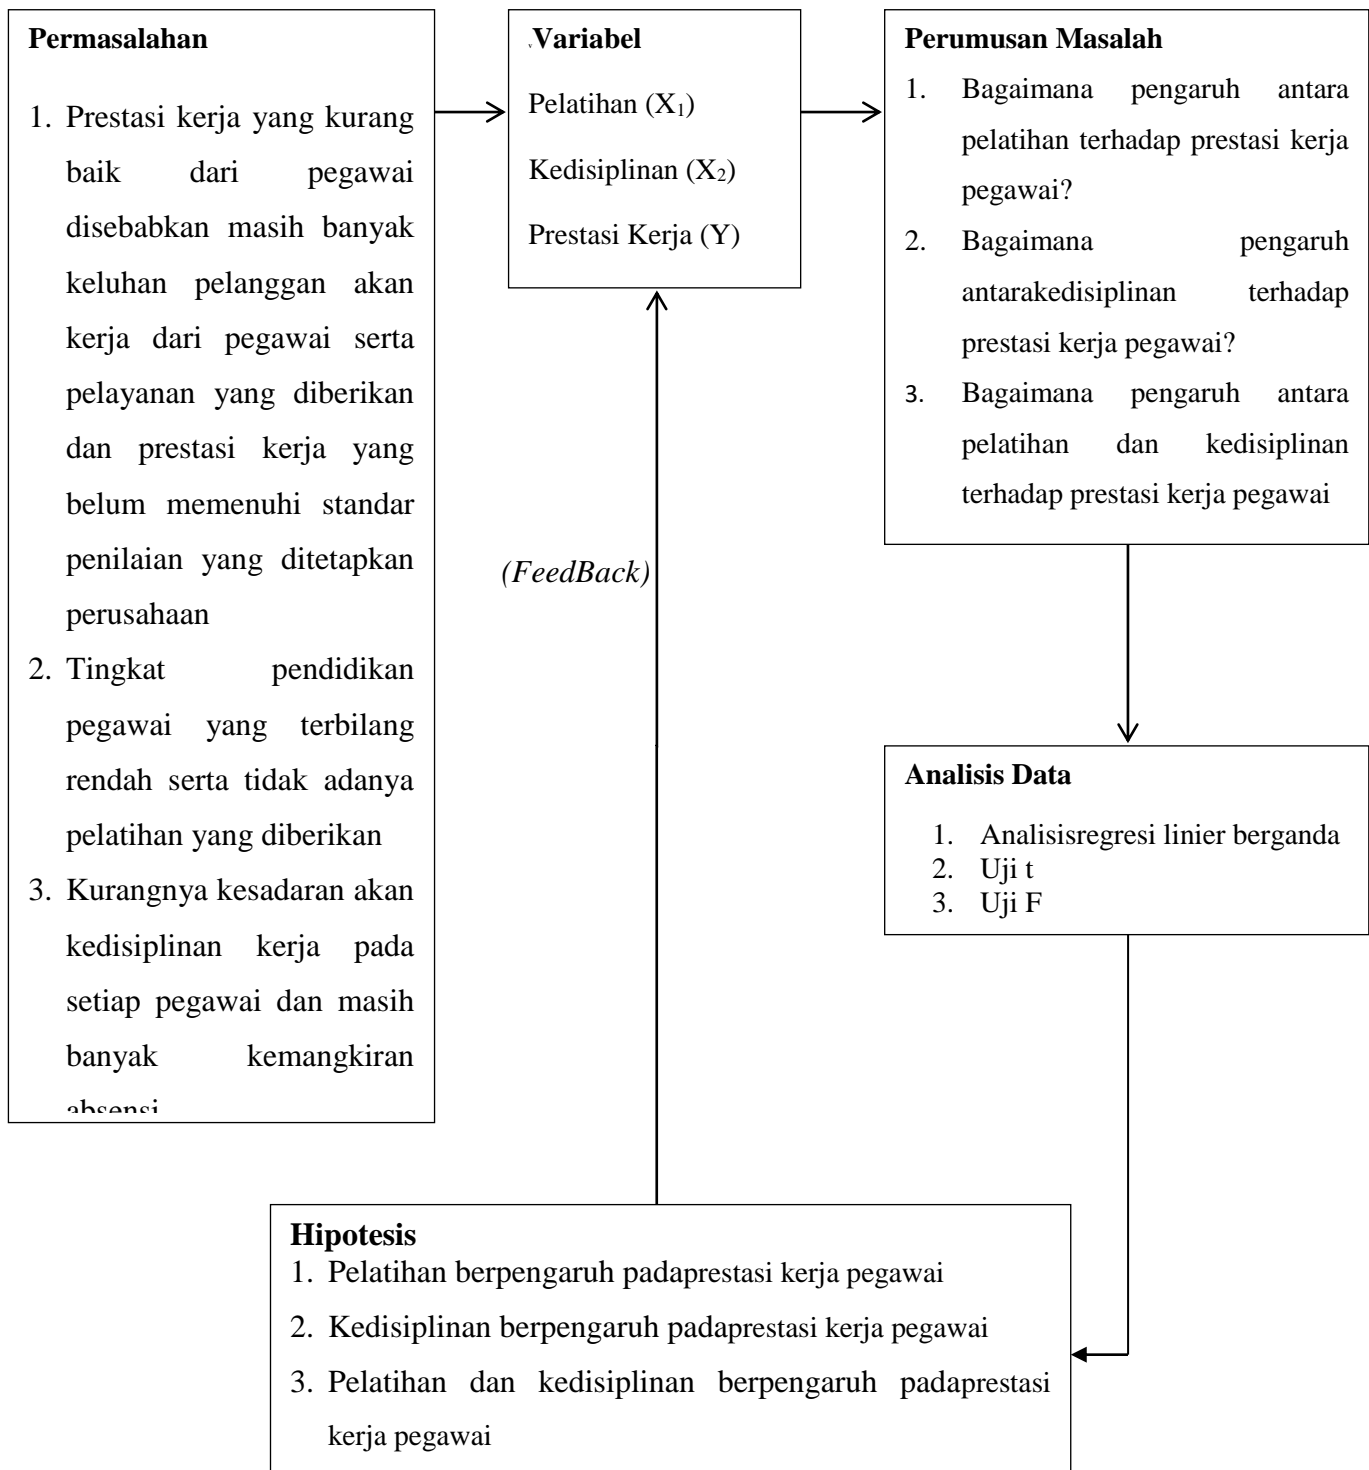 Permasalahan
1. Prestasi kerja yang kurang
baik dari pegawai
disebabkan masih banyak
keluhan pelanggan akan
kerja dari pegawai serta
pelayanan yang diberikan
dan prestasi kerja yang
belum memenuhi standar
penilaian yang ditetapkan
perusahaan
2. Tingkat pendidikan
pegawai yang terbilang
rendah serta tidak adanya
pelatihan yang diberikan
3. Kurangnya kesadaran akan
kedisiplinan kerja pada
setiap pegawai dan masih
banyak kemangkiran
absensi
Variabel
Pelatihan (X₁)
Kedisiplinan (X₂)
Prestasi Kerja (Y)
Perumusan Masalah
1. Bagaimana pengaruh antara
pelatihan terhadap prestasi kerja
pegawai?
2. Bagaimana pengaruh
antarakedisiplinan terhadap
prestasi kerja pegawai?
3. Bagaimana pengaruh antara
pelatihan dan kedisiplinan
terhadap prestasi kerja pegawai
(FeedBack)
Analisis Data
1. Analisisregresi linier berganda
2. Uji t
3. Uji F
Hipotesis
1. Pelatihan berpengaruh padaprestasi kerja pegawai
2. Kedisiplinan berpengaruh padaprestasi kerja pegawai
3. Pelatihan dan kedisiplinan berpengaruh padaprestasi
kerja pegawai